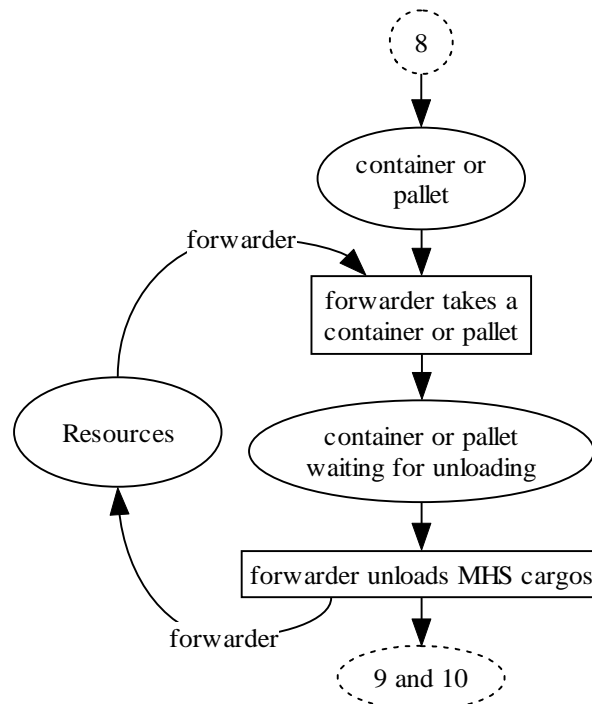 8
container or
pallet
forwarder
forwarder takes a
container or pallet
Resources
container or pallet
waiting for unloading
forwarder unloads MHS cargos
forwarder
9 and 10